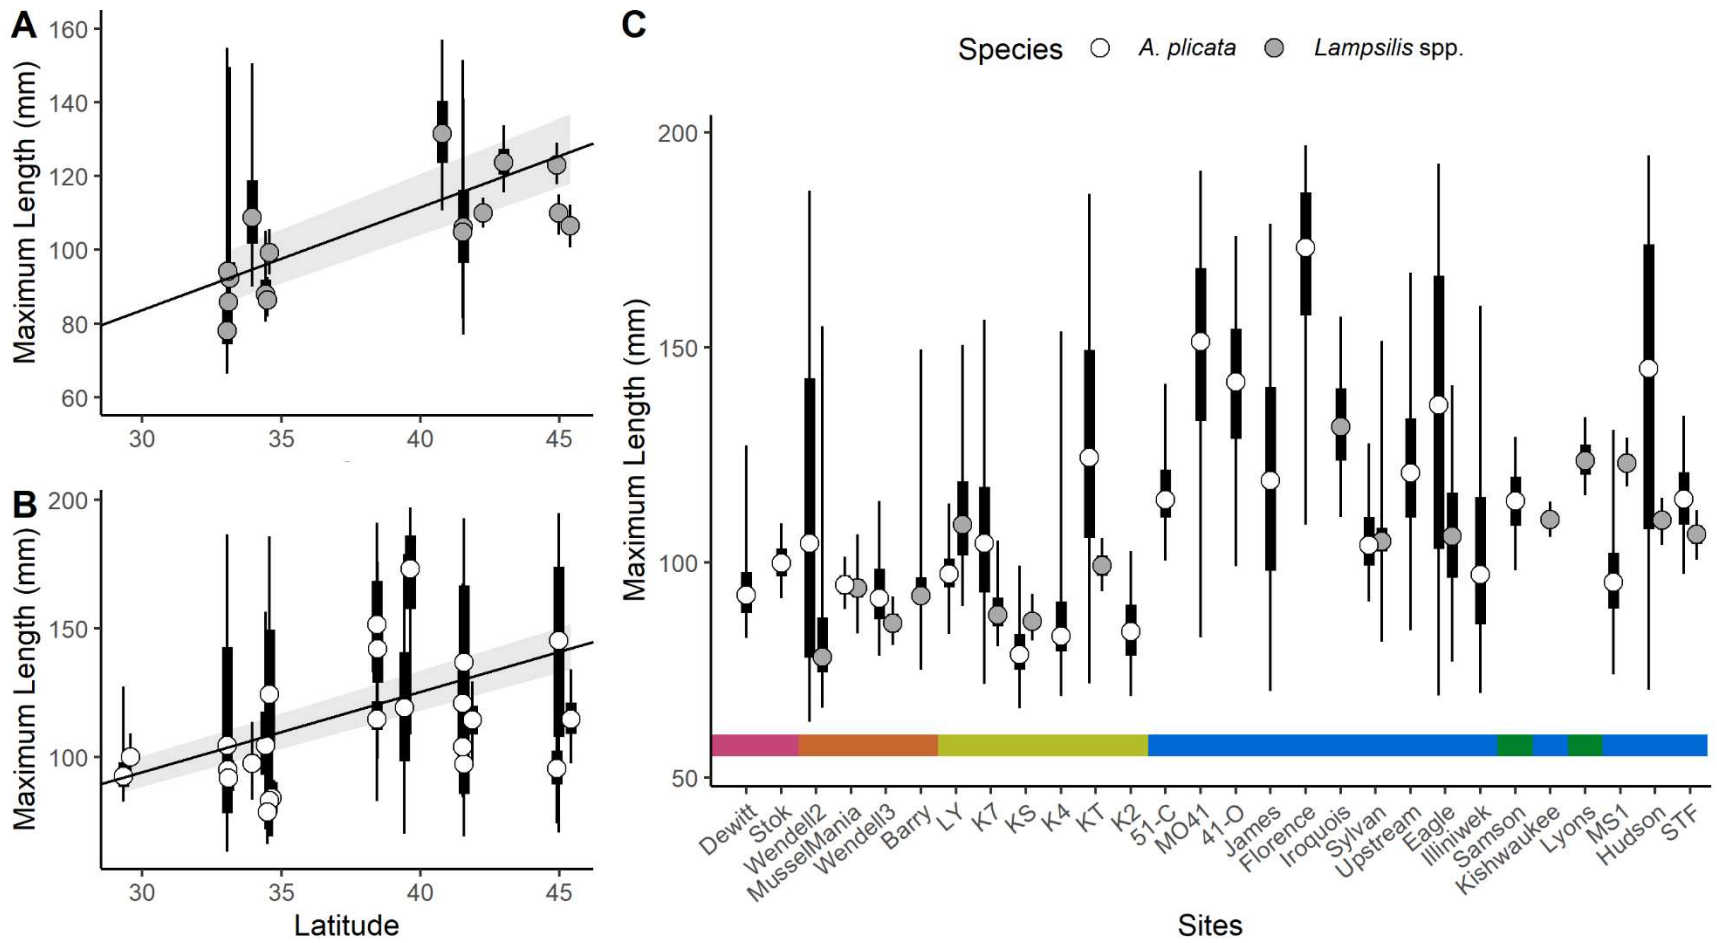 A
Maximum Length (mm)
160
140
120
100
80
60
30
35
40
45
B
Maximum Length (mm)
200
150
100
30
35
40
45
Latitude
C
Species A. plicata Lampsilis spp.
Maximum Length (mm)
200
150
100
50
Dewitt
Stok
Wendell2
MusselMania
Wendell3
Barry
LY
K7
KS
K4
KT
K2
51-C
MO41
41-O
James
Florence
Iroquois
Sylvan
Upstream
Eagle
Illiniwek
Samson
Kishwaukee
Lyons
MS1
Hudson
STF
Sites